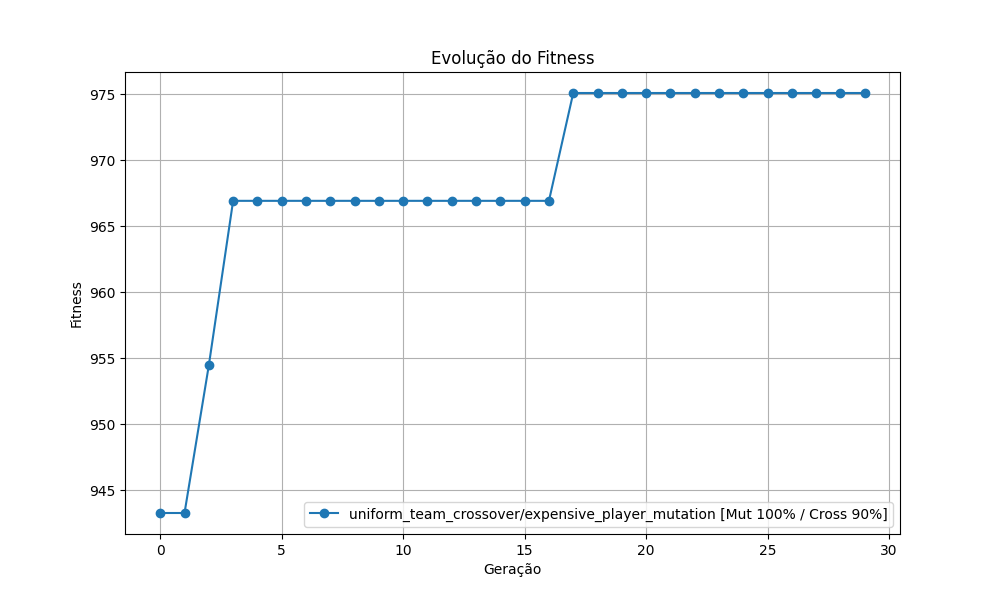 Evolução do Fitness
Fitness
975
970
965
960
955
950
945
uniform_team_crossover/expensive_player_mutation [Mut 100% / Cross 90%]
0 5 10 15 20 25 30
Geração